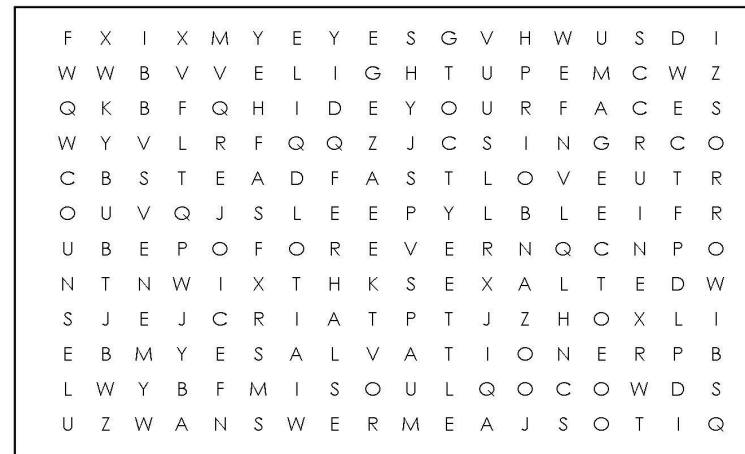 F X I X M Y E Y E S G V H W U S D I
W W B V V E L I G H T U P E M C W Z
Q K B F Q H I D E Y O U R F A C E S
W Y V L R F Q Q Z J C S I N G R C O
C B S T E A D F A S T L O V E U T R
O U V Q J S L E E P Y L B L E I F R
U B E P O F O R E V E R N Q C N P O
N T N W I X T H K S E X A L T E D W
S J E J C R I A T P T J Z H O X L I
E B M Y E S A L V A T I O N E R P B
L W Y B F M I S O U L Q O C O W D S
U Z W A N S W E R M E A J S O T I Q